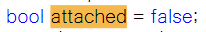 bool attached = false;